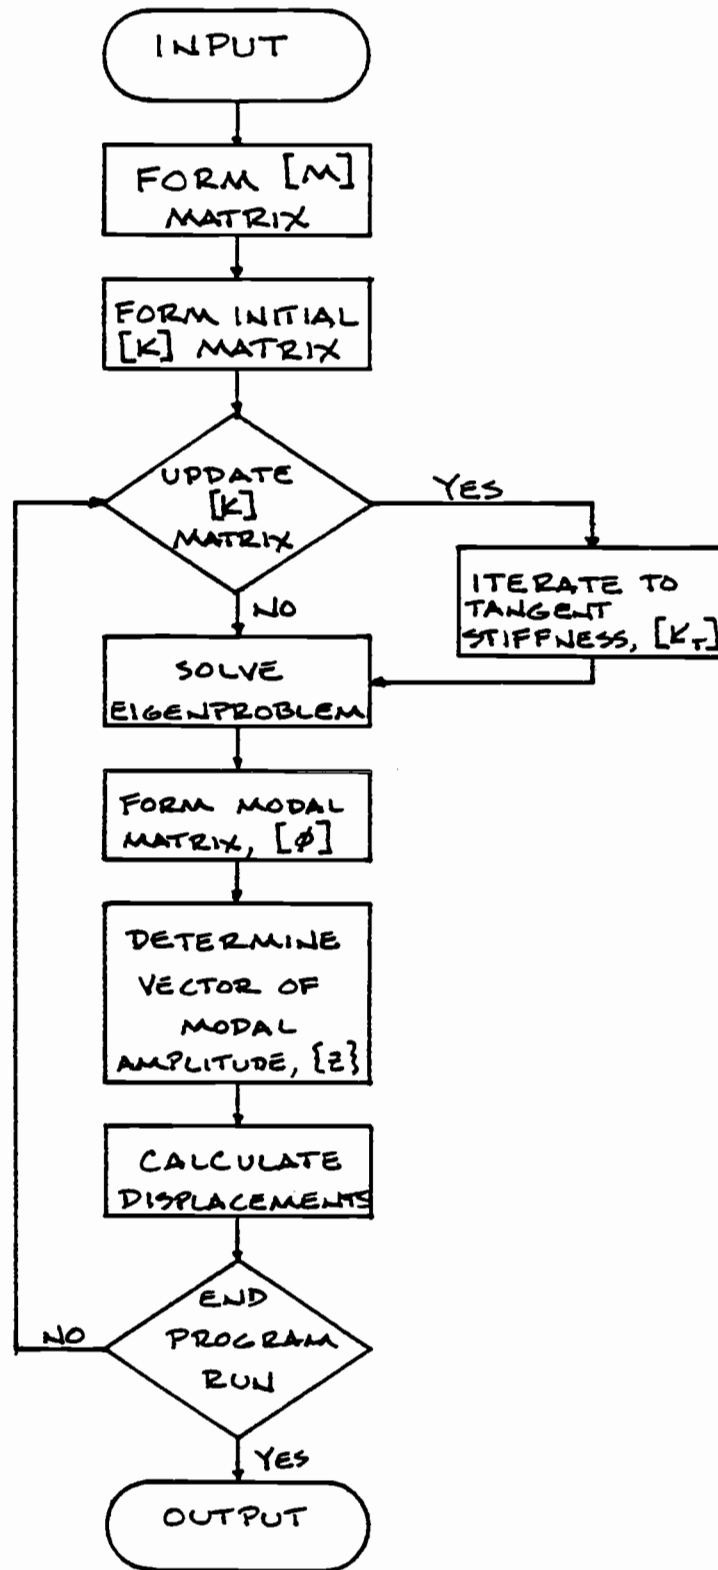 INPUT
FORM [M]
MATRIX
FORM INITIAL
[K] MATRIX
UPDATE
[K]
MATRIX
YES
ITERATE TO
TANGENT
STIFFNESS, [K_T]
NO
SOLVE
EIGENPROBLEM
FORM MODAL
MATRIX, [ϕ]
DETERMINE
VECTOR OF
MODAL
AMPLITUDE, {Z}
CALCULATE
DISPLACEMENTS
END
PROGRAM
RUN
NO
YES
OUTPUT